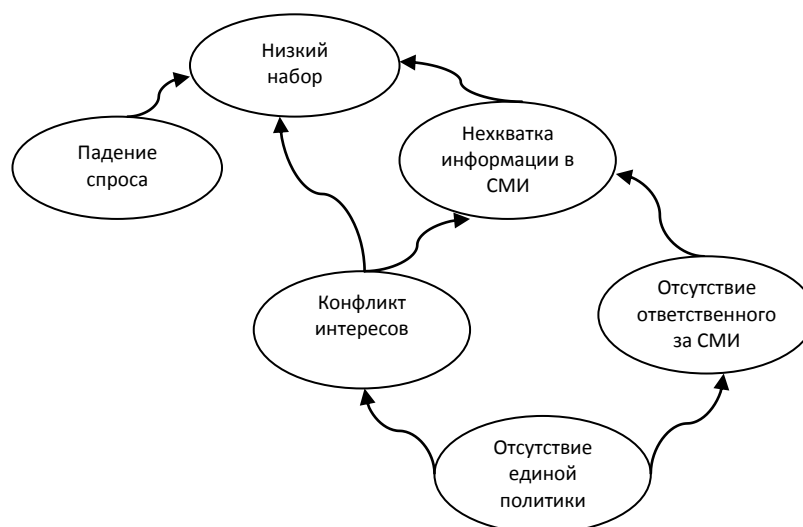 Низкий
набор
Падение
спроса
Нехкватка
информации в
СМИ
Конфликт
интересов
Отсутствие
ответственного
за СМИ
Отсутствие
единой
политики